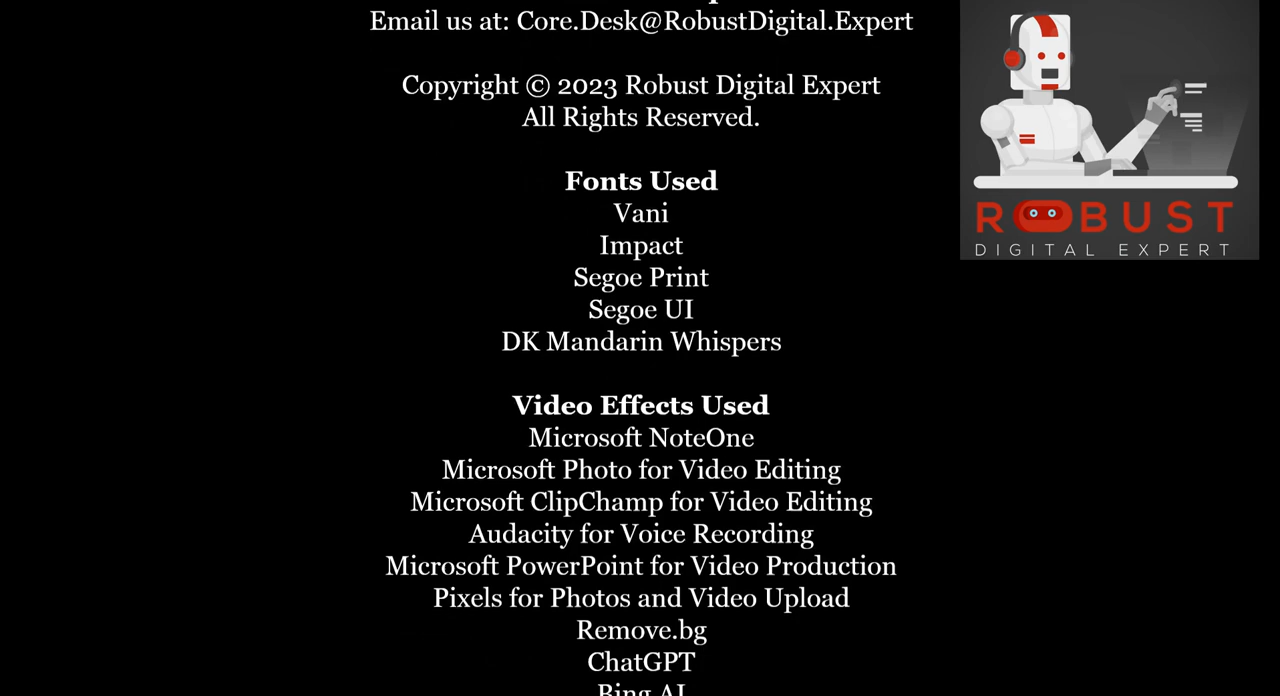 Email us at: Core.Desk@RobustDigital.Expert
Copyright © 2023 Robust Digital Expert
All Rights Reserved.
Fonts Used
Vani
Impact
Segoe Print
Segoe UI
DK Mandarin Whispers
Video Effects Used
Microsoft NoteOne
Microsoft Photo for Video Editing
Microsoft ClipChamp for Video Editing
Audacity for Voice Recording
Microsoft PowerPoint for Video Production
Pixels for Photos and Video Upload
Remove.bg
ChatGPT
Bing AI
ROBUST
DIGITAL EXPERT